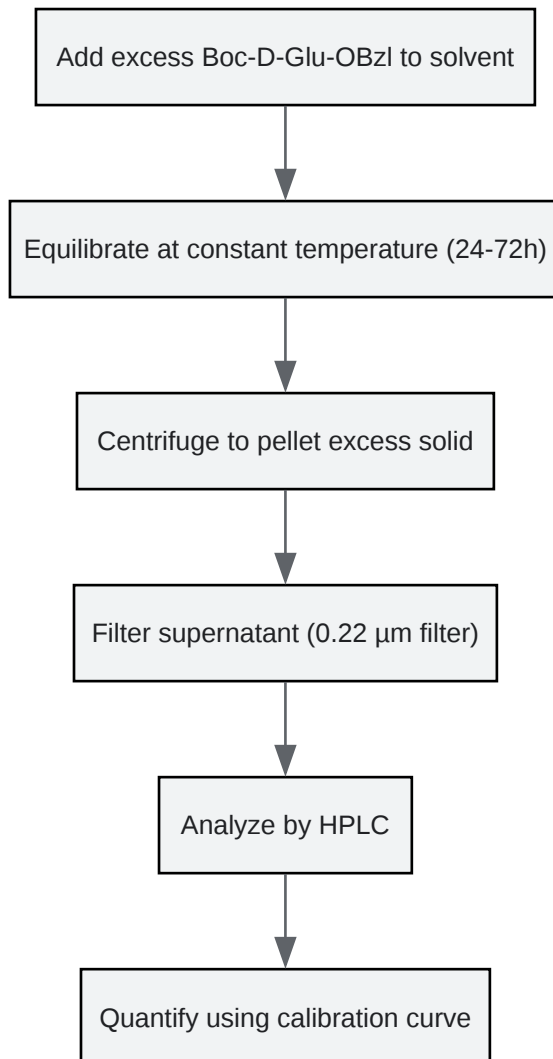 Add excess Boc-D-Glu-OBzl to solvent
Equilibrate at constant temperature (24-72h)
Centrifuge to pellet excess solid
Filter supernatant (0.22 µm filter)
Analyze by HPLC
Quantify using calibration curve